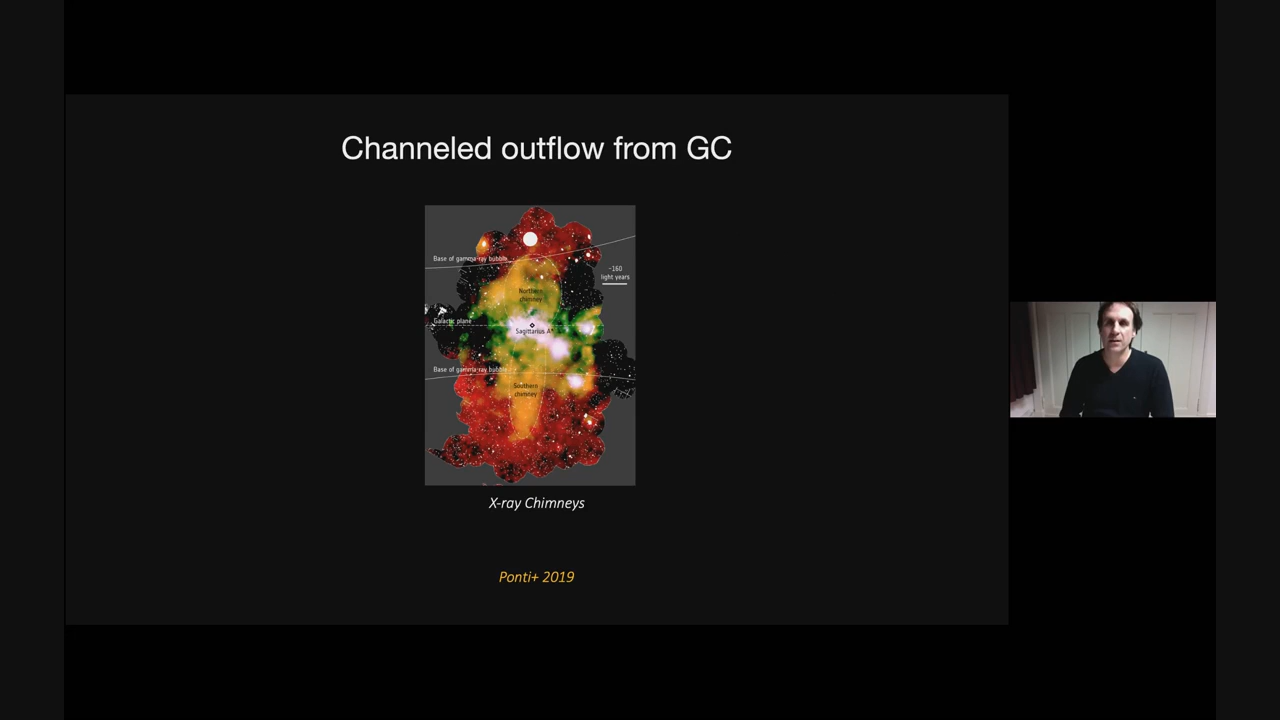 Channeled outflow from GC
Base of gamma-ray bubble
~160
light years
Northern
chimney
Galactic plane
Sagittarius A*
Base of gamma-ray bubble
Southern
chimney
X-ray Chimneys
Ponti+ 2019